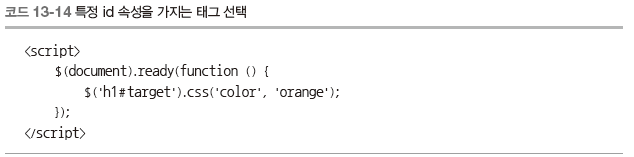 코드 13-14 특정 id 속성을 가지는 태그 선택
<script>
$(document).ready(function () {
$('h1#target').css('color', 'orange');
});
</script>